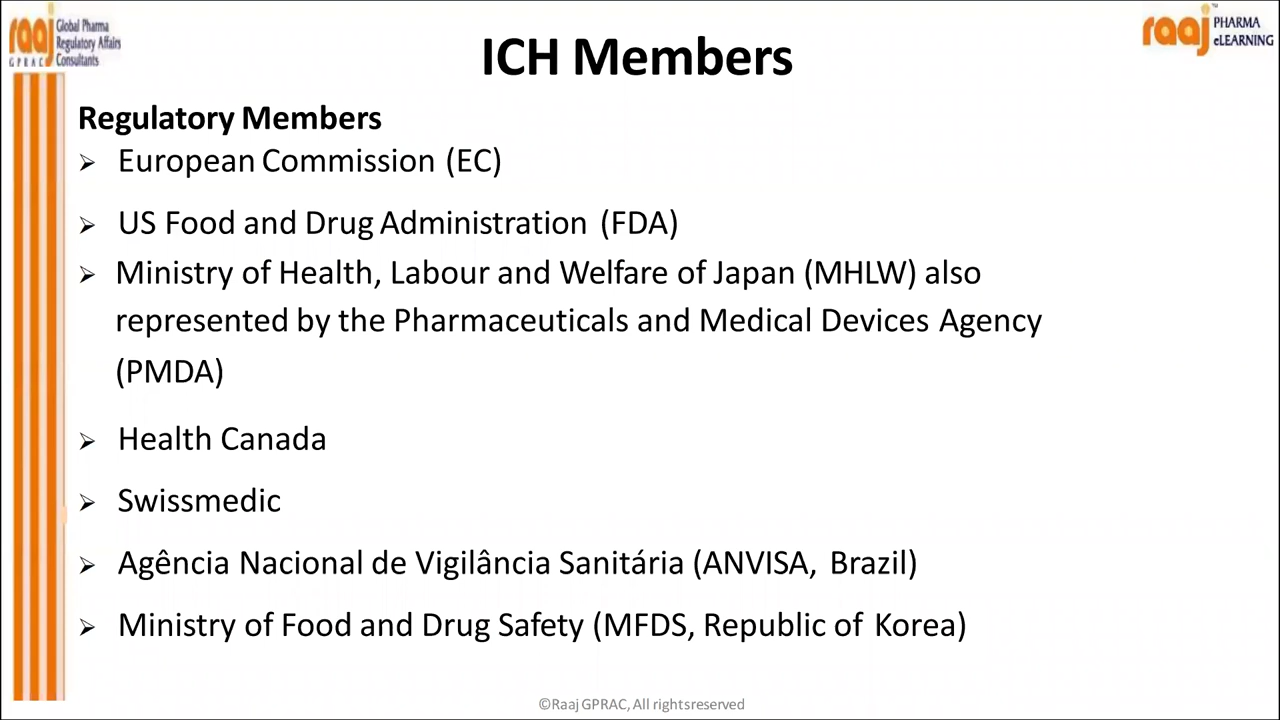 raaj Global Pharma
Regulatory Affairs
GPRAC Consultants
raaj™ PHARMA
eLEARNING
ICH Members
Regulatory Members
➢ European Commission (EC)
➢ US Food and Drug Administration (FDA)
➢ Ministry of Health, Labour and Welfare of Japan (MHLW) also
represented by the Pharmaceuticals and Medical Devices Agency
(PMDA)
➢ Health Canada
➢ Swissmedic
➢ Agência Nacional de Vigilância Sanitária (ANVISA, Brazil)
➢ Ministry of Food and Drug Safety (MFDS, Republic of Korea)
©Raaj GPRAC, All rightsreserved